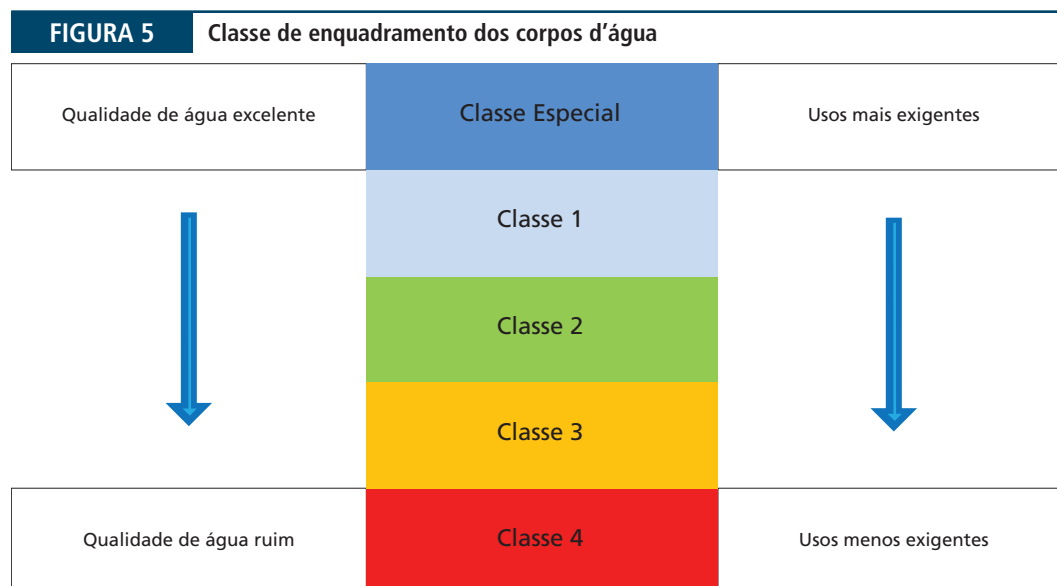 FIGURA 5 Classe de enquadramento dos corpos d’água
Qualidade de água excelente Classe Especial Usos mais exigentes
Classe 1
Classe 2
Classe 3
Qualidade de água ruim Classe 4 Usos menos exigentes